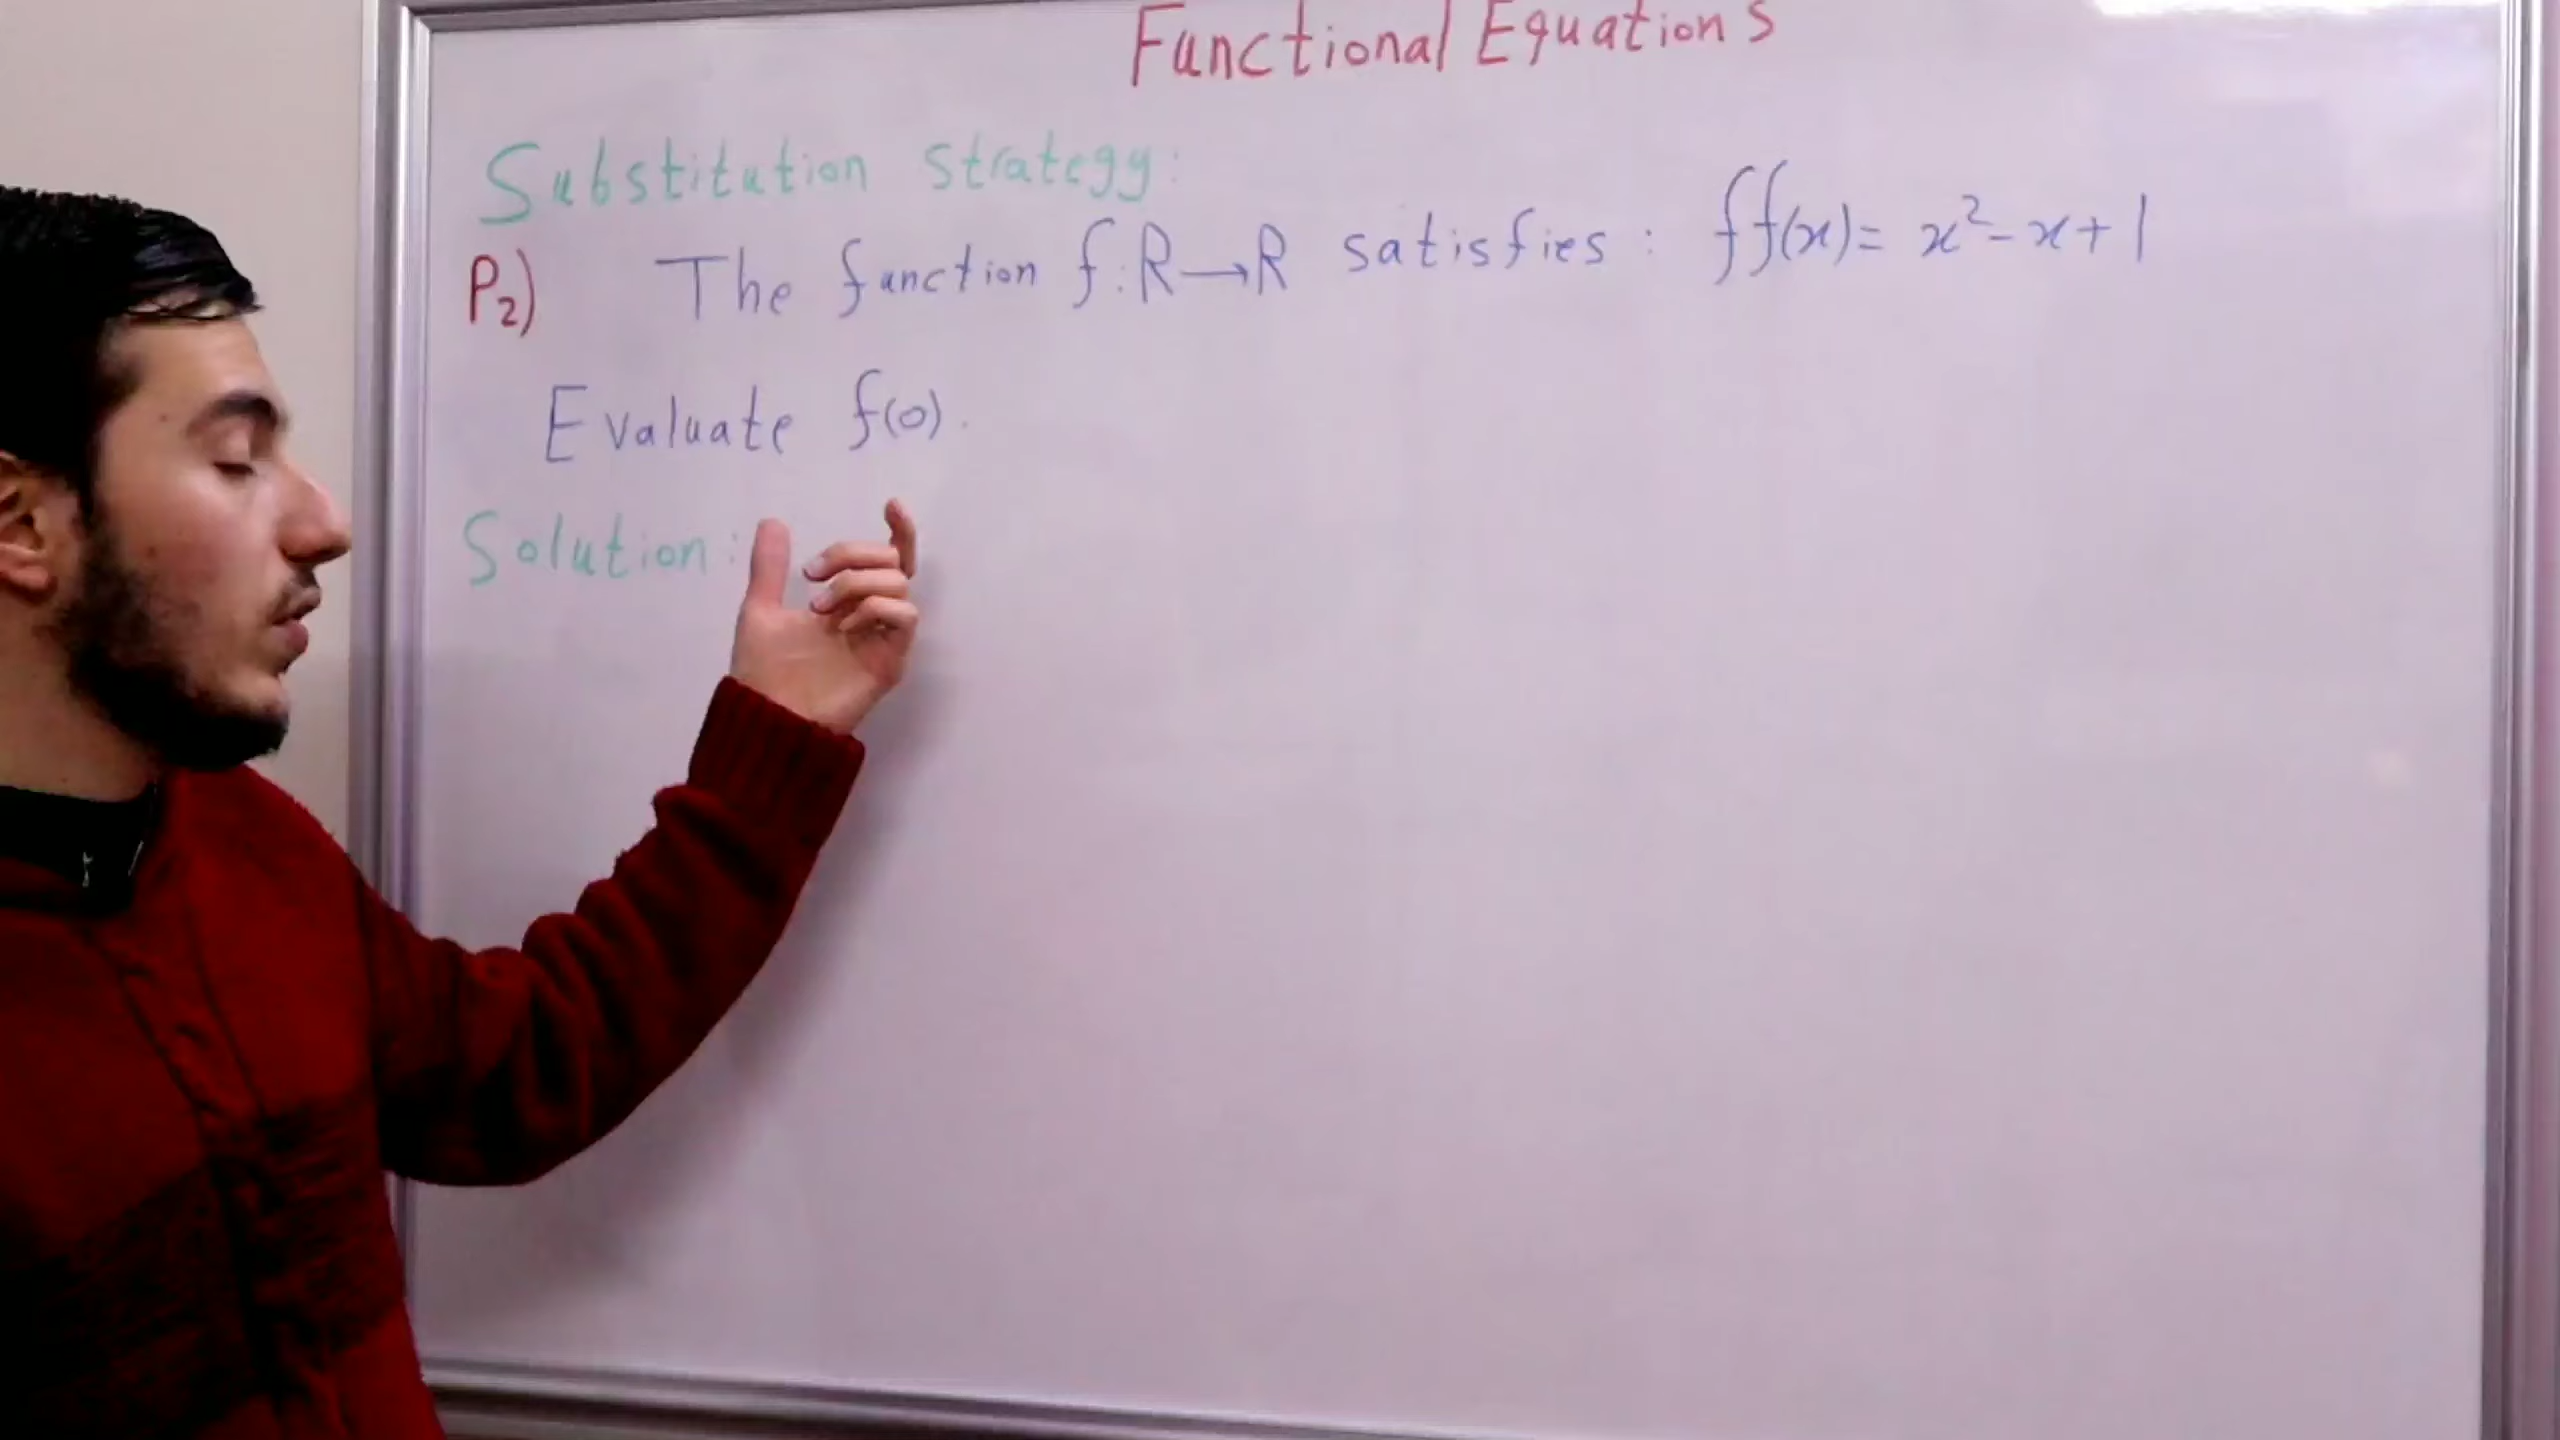 Functional Equations
Substitution strategy:
P2) The function f:R→R satisfies: ff(x)= x²-x+1
Evaluate f(0).
Solution: